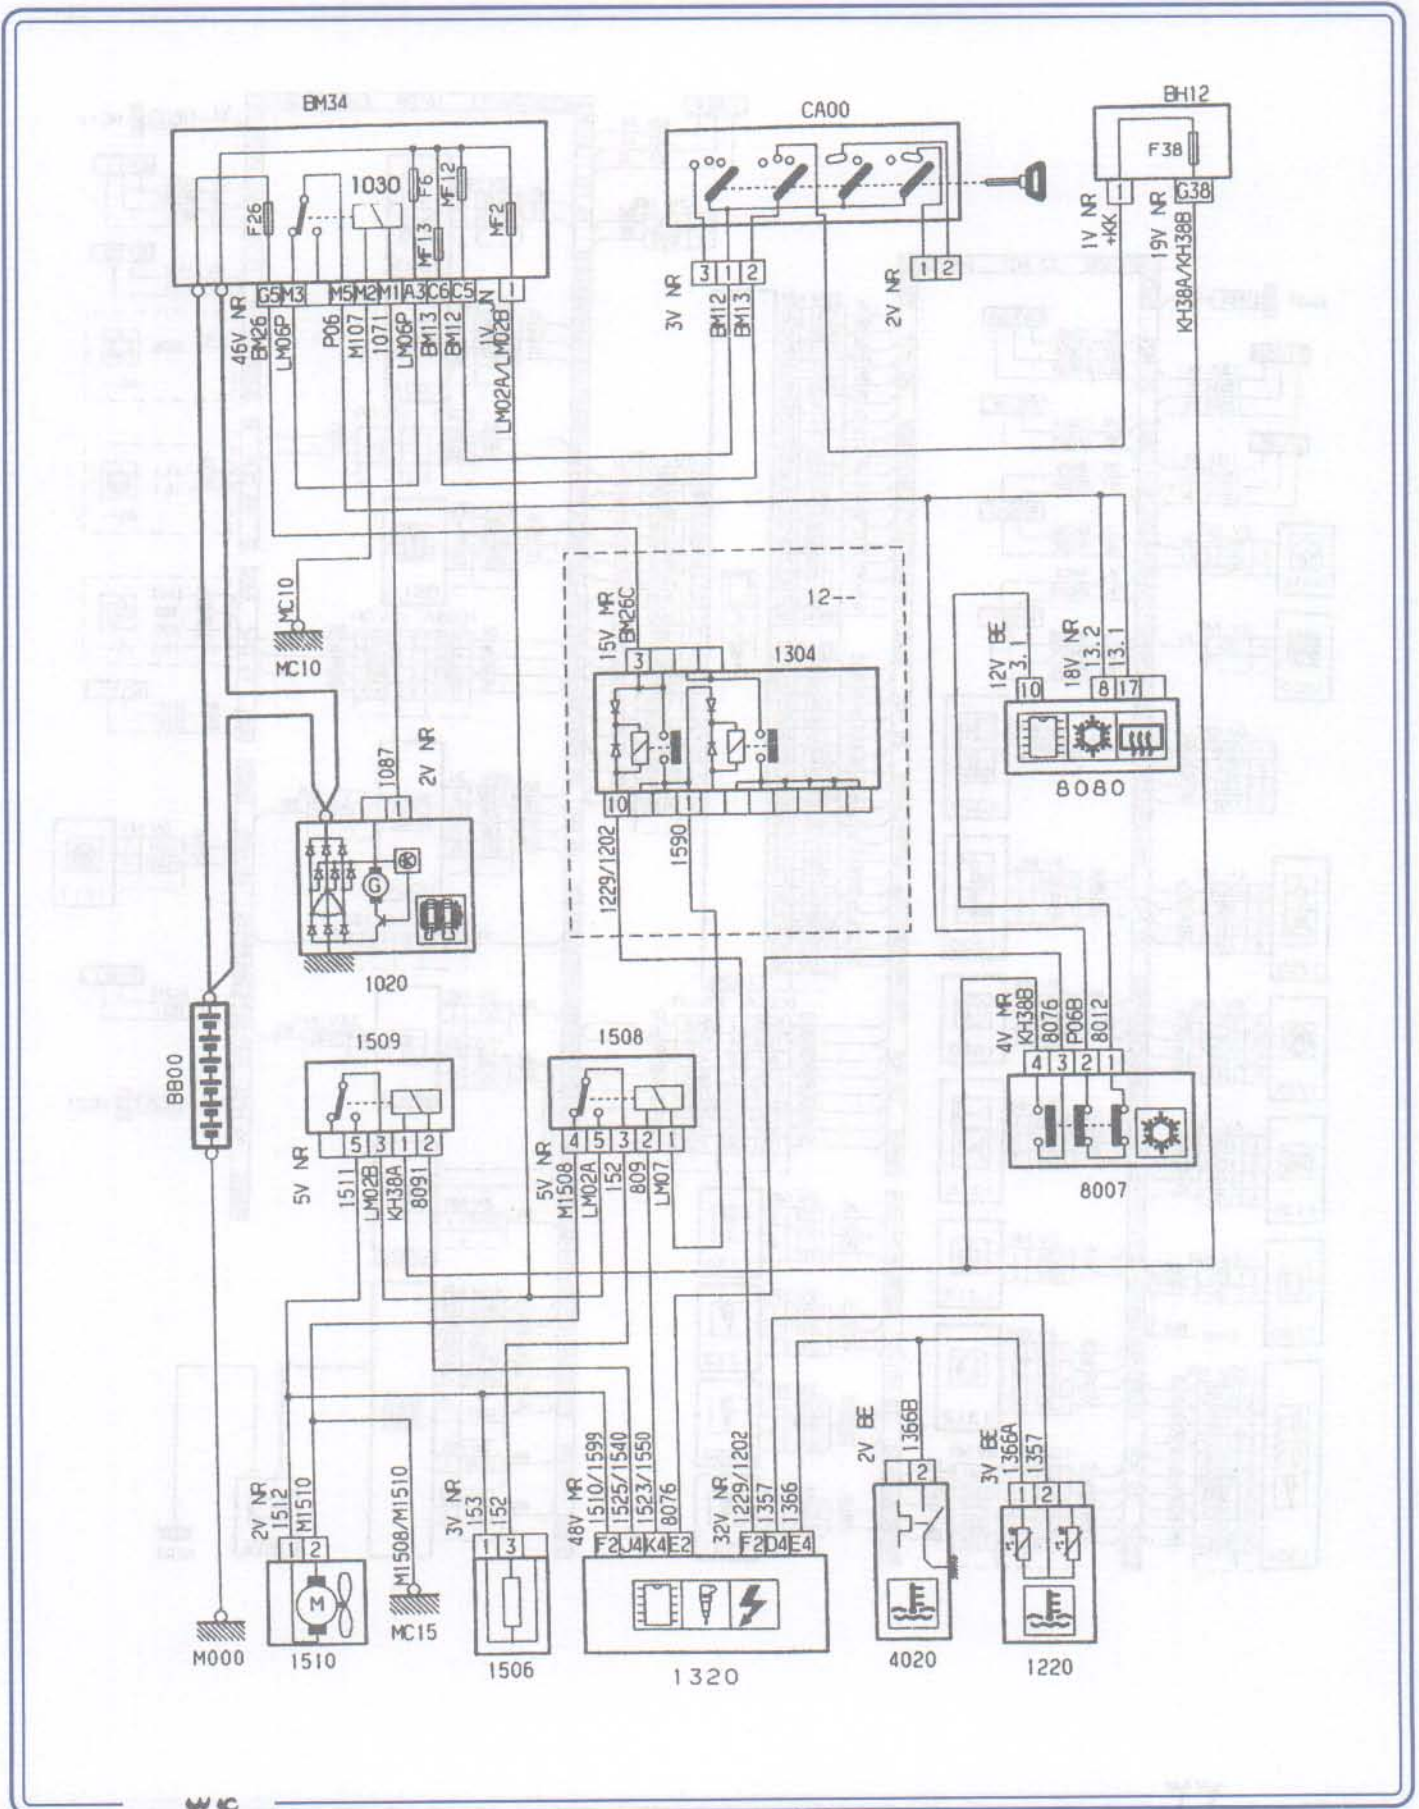 BM34
CA00
BH12
F38
1030
F26
F6
MF12
MF13
MF2
1
G38
1V NR
+KK
19V NR
KH38A/KH38B
3 1 2
1 2
3V NR
BM12
BM13
2V NR
G5 M3 M5 M2 M1 A3 C6 C5 1
46V NR
BM26
LM06P
P06
M107
1071
LM06P
BM13
BM12
1V N
LM02A/LM02B
MC10
MC10
12--
15V MR
BM26C
3
1304
12V BE
13.
18V NR
13.2
13.1
10 8 17
8080
1087
2V NR
1
10 1
1229/1202
1590
G
1020
BB00
1509
1508
4V MR
KH38B
8076
P06B
8012
4 3 2 1
8007
5 3 1 2
4 5 3 2 1
5V NR
1511
LM02B
KH38A
8091
5V NR
M1508
LM02A
152
809
LM07
2V NR
1512
M1510
M1508/M1510
3V NR
153
152
48V MR
1510/1599
1525/1540
1523/1550
8076
32V NR
1229/1202
1357
1366
2V BE
1366B
3V BE
1366A
1357
1 2
1 3
F2 J4 K4 E2
F2 D4 E4
2
1 2
M
M000
1510
MC15
1506
1320
4020
1220